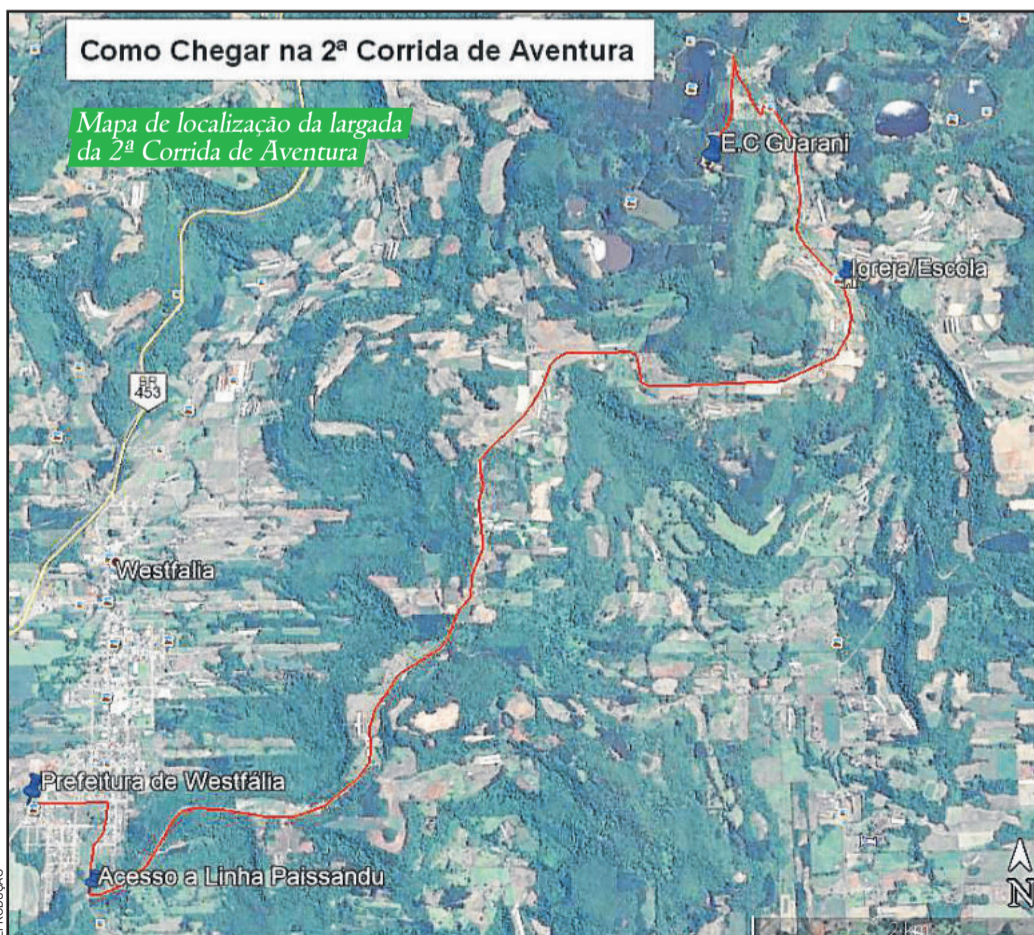 Como Chegar na 2ª Corrida de Aventura
Mapa de localização da largada
da 2ª Corrida de Aventura
E.C Guarani
Igreja/Escola
BR
453
Westfalia
Prefeitura de Westfália
Acesso a Linha Paissandu
N